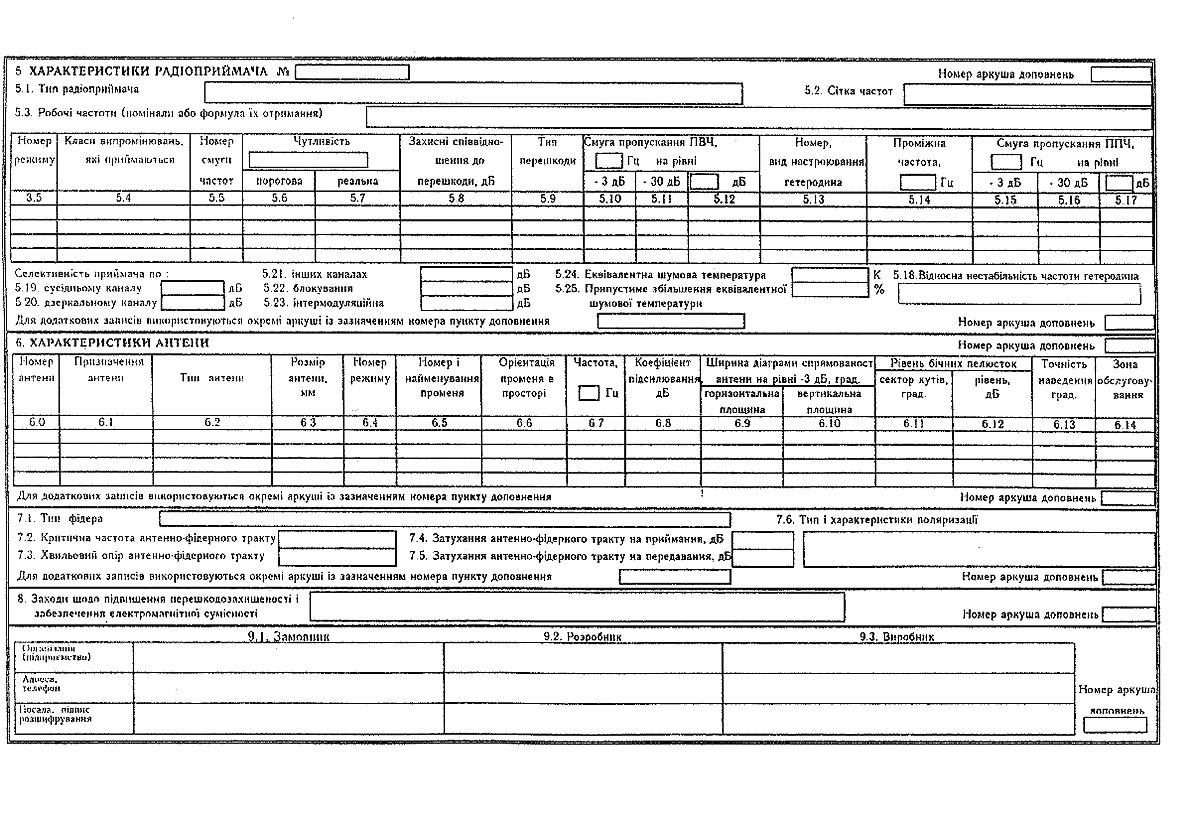 5 ХАРАКТЕРИСТИКИ РАДІОПРИЙМАЧА №
Номер аркуша доповнень
5.1. Тип радіоприймача
5.2. Сітка частот
5.3. Робочі частоти (номінали або формула їх отримання)
Номер режиму
Класи випромінювань, які приймаються
Номер смуги частот
Чутливість
порогова
реальна
Захисні співвідношення до перешкоди, дБ
Тип перешкоди
Смуга пропускання ПВЧ,
Гц на рівні
- 3 дБ
- 30 дБ
дБ
Номер, вид настроювання гетеродина
Проміжна частота,
Гц
Смуга пропускання ППЧ,
Гц на рівні
- 3 дБ
- 30 дБ
дБ
3.5 5.4 5.5 5.6 5.7 5.8 5.9 5.10 5.11 5.12 5.13 5.14 5.15 5.16 5.17
Селективність приймача по :
5.19. сусідньому каналу дБ
5.20. дзеркальному каналу дБ
5.21. інших каналах дБ
5.22. блокування дБ
5.23. інтермодуляційна дБ
5.24. Еквівалентна шумова температура К
5.25. Припустиме збільшення еквівалентної %
шумової температури
5.18.Відносна нестабільність частоти гетеродина
Для додаткових записів використовуються окремі аркуші із зазначенням номера пункту доповнення
Номер аркуша доповнень
6. ХАРАКТЕРИСТИКИ АНТЕНИ
Номер аркуша доповнень
Номер антени
Призначення антени
Тип антени
Розмір антени, мм
Номер режиму
Номер і найменування променя
Орієнтація променя в просторі
Частота,
Гц
Коефіцієнт підсилювання, дБ
Ширина діаграми спрямованост
антени на рівні -3 дБ, град.
горизонтальна площина
вертикальна площина
Рівень бічних пелюсток
сектор кутів, град.
рівень, дБ
Точність наведення град.
Зона обслуговування
6.0 6.1 6.2 6 3 6.4 6.5 6.6 6.7 6.8 6.9 6.10 6.11 6.12 6.13 6.14
Для додаткових записів використовуються окремі аркуші із зазначенням номера пункту доповнення
Номер аркуша доповнень
7.1. Тип фідера
7.6. Тип і характеристики поляризації
7.2. Критична частота антенно-фідерного тракту
7.4. Затухання антенно-фідерного тракту на приймання, дБ
7.3. Хвильовий опір антенно-фідерного тракту
7.5. Затухання антенно-фідерного тракту на передавання, дБ
Для додаткових записів використовуються окремі аркуші із зазначенням номера пункту доповнення
Номер аркуша доповнень
8. Заходи щодо підвищення перешкодозахищеності і
забезпечення електромагнітної сумісності
Номер аркуша доповнень
9.1. Замовник
9.2. Розробник
9.3. Виробник
Організація
(підприємство)
Адреса,
телефон
Посада, підпис
розшифрування
Номер аркуша
доповнень